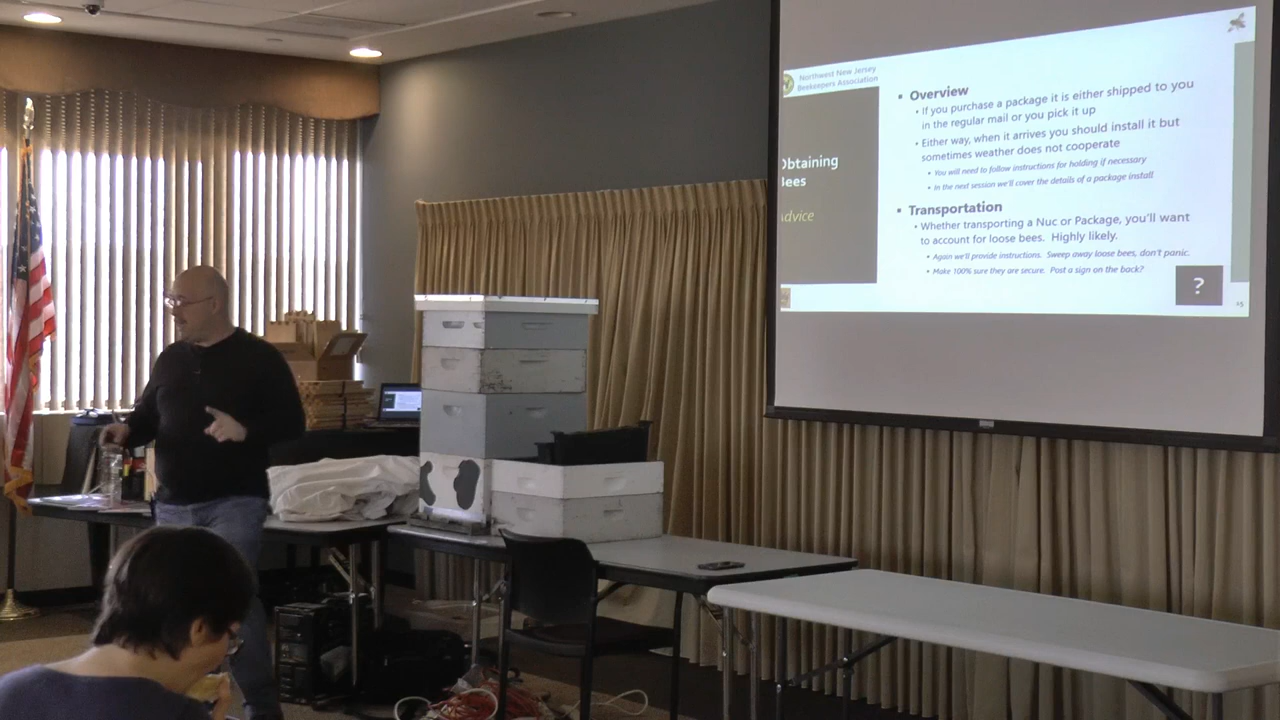 Northwest New Jersey
Beekeepers Association
Obtaining
Bees
Advice
Overview
If you purchase a package it is either shipped to you
in the regular mail or you pick it up
Either way, when it arrives you should install it but
sometimes weather does not cooperate
You will need to follow instructions for holding if necessary
In the next session we'll cover the details of a package install
Transportation
Whether transporting a Nuc or Package, you'll want
to account for loose bees. Highly likely.
Again we'll provide instructions. Sweep away loose bees, don't panic.
Make 100% sure they are secure. Post a sign on the back?
?
15